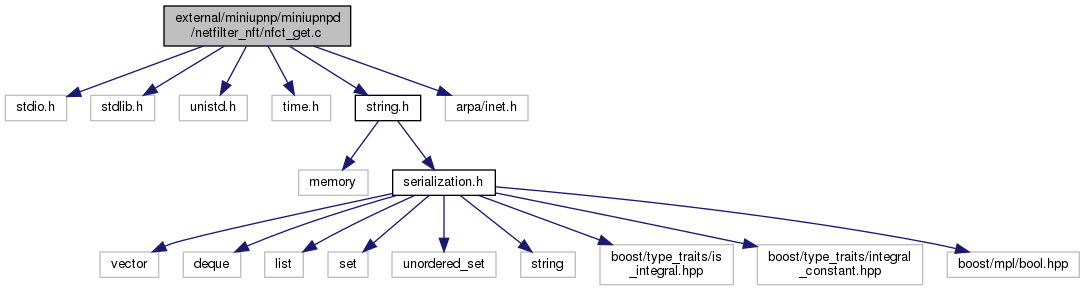 external/miniupnp/miniupnpd
/netfilter_nft/nfct_get.c
stdio.h
stdlib.h
unistd.h
time.h
string.h
arpa/inet.h
memory
serialization.h
vector
deque
list
set
unordered_set
string
boost/type_traits/is
_integral.hpp
boost/type_traits/integral
_constant.hpp
boost/mpl/bool.hpp